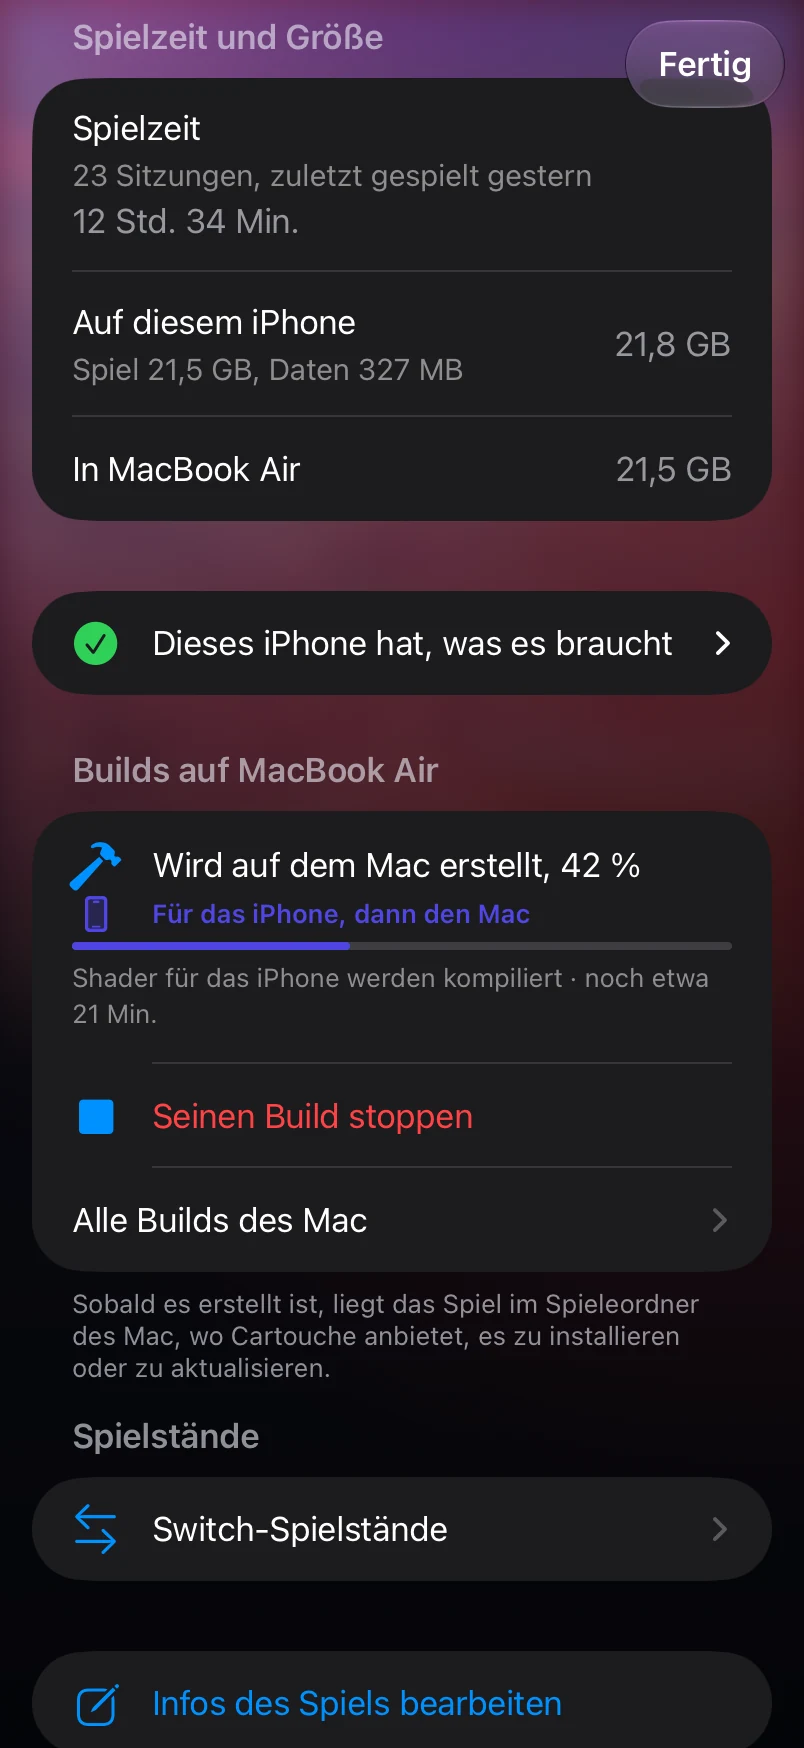 Spielzeit und Größe
Fertig
Spielzeit
23 Sitzungen, zuletzt gespielt gestern
12 Std. 34 Min.
Auf diesem iPhone
Spiel 21,5 GB, Daten 327 MB
21,8 GB
In MacBook Air
21,5 GB
Dieses iPhone hat, was es braucht
Builds auf MacBook Air
Wird auf dem Mac erstellt, 42 %
Für das iPhone, dann den Mac
Shader für das iPhone werden kompiliert · noch etwa
21 Min.
Seinen Build stoppen
Alle Builds des Mac
Sobald es erstellt ist, liegt das Spiel im Spieleordner
des Mac, wo Cartouche anbietet, es zu installieren
oder zu aktualisieren.
Spielstände
Switch-Spielstände
Infos des Spiels bearbeiten